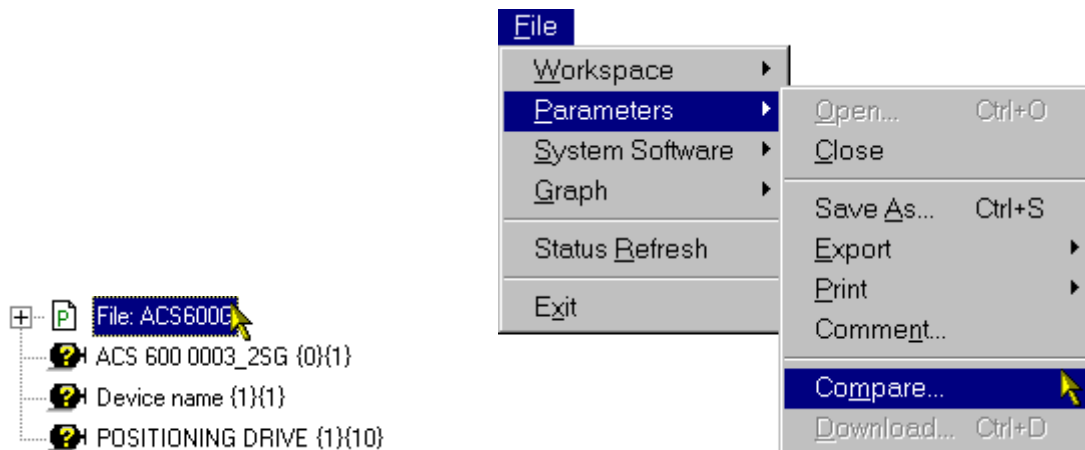 File
Workspace
Parameters
System Software
Graph
Status Refresh
Exit
Open... Ctrl+O
Close
Save As... Ctrl+S
Export
Print
Comment...
Compare...
Download... Ctrl+D
P File: ACS600G
ACS 600 0003_2SG {0}{1}
Device name {1}{1}
POSITIONING DRIVE {1}{10}